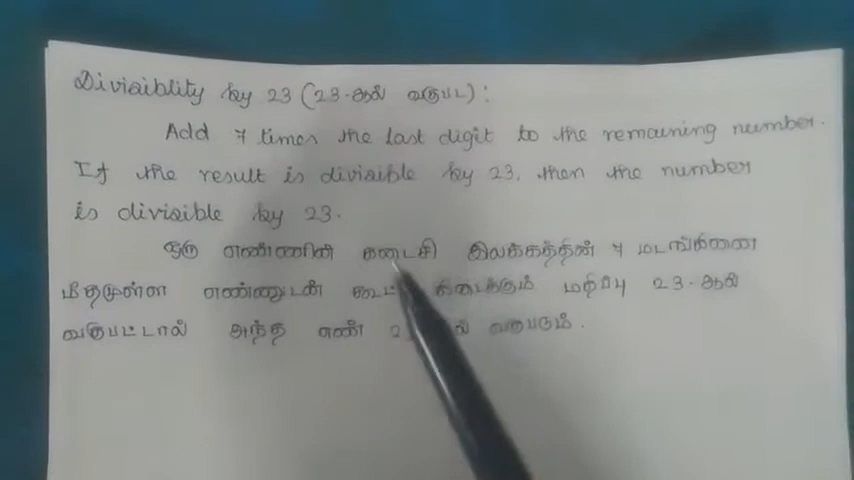 Divisiblity by 23 (23-ஆல் வகுபட):
Add 7 times the last digit to the remaining number.
If the result is divisible by 23, then the number
is divisible by 23.
ஒரு எண்ணின் கடைசி இலக்கத்தின் 7 மடங்கினை
மீதமுள்ள எண்ணுடன் கிடைக்கும் மதிப்பு 23-ஆல்
வகுபட்டால் அந்த எண் வகுபடும்.